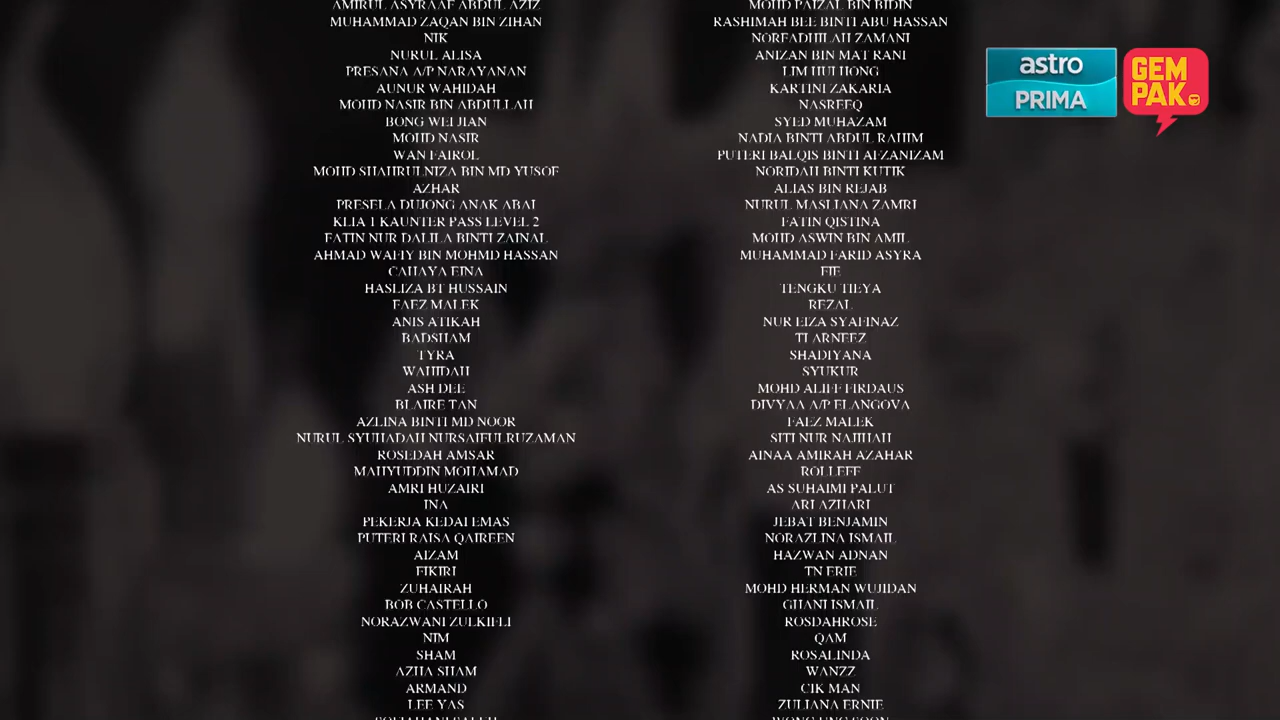 AMIRUL ASYRAAF ABDUL AZIZ
MUHAMMAD ZAQAN BIN ZIHAN
NIK
NURUL ALISA
PRESANA A/P NARAYANAN
AUNUR WAHIDAH
MOHD NASIR BIN ABDULLAH
BONG WEI JIAN
MOHD NASIR
WAN FAIROL
MOHD SHAHRULNIZA BIN MD YUSOF
AZHAR
PRESELA DUJONG ANAK ABAI
KLIA 1 KAUNTER PASS LEVEL 2
FATIN NUR DALILA BINTI ZAINAL
AHMAD WAFIY BIN MOHMD HASSAN
CAHAYA EINA
HASLIZA BT HUSSAIN
FAEZ MALEK
ANIS ATIKAH
BADSHAM
TYRA
WAHIDAH
ASH DEE
BLAIRE TAN
AZLINA BINTI MD NOOR
NURUL SYUHADAH NURSAIFULRUZAMAN
ROSEDAH AMSAR
MAHYUDDIN MOHAMAD
AMRI HUZAIRI
INA
PEKERJA KEDAI EMAS
PUTERI RAISA QAIREEN
AIZAM
FIKIRI
ZUHAIRAH
BOB CASTELLO
NORAZWANI ZULKIFLI
NIM
SHAM
AZHA SHAM
ARMAND
LEE YAS
MOHD PAIZAL BIN BIDIN
RASHIMAH BEE BINTI ABU HASSAN
NORFADHILAH ZAMANI
ANIZAN BIN MAT RANI
LIM HUI HONG
KARTINI ZAKARIA
NASREEQ
SYED MUHAZAM
NADIA BINTI ABDUL RAHIM
PUTERI BALQIS BINTI AFZANIZAM
NORIDAH BINTI KUTIK
ALIAS BIN REJAB
NURUL MASLIANA ZAMRI
FATIN QISTINA
MOHD ASWIN BIN AMIL
MUHAMMAD FARID ASYRA
FIE
TENGKU TIEYA
REZAL
NUR EIZA SYAFINAZ
TI ARNEEZ
SHADIYANA
SYUKUR
MOHD ALIFF FIRDAUS
DIVYAA A/P ELANGOVA
FAEZ MALEK
SITI NUR NAJIHAH
AINAA AMIRAH AZAHAR
ROLLEFF
AS SUHAIMI PALUT
ARI AZHARI
JEBAT BENJAMIN
NORAZLINA ISMAIL
HAZWAN ADNAN
TN ERIE
MOHD HERMAN WUJIDAN
GHANI ISMAIL
ROSDAHROSE
QAM
ROSALINDA
WANZZ
CIK MAN
ZULIANA ERNIE
astro
PRIMA
GEM
PAK